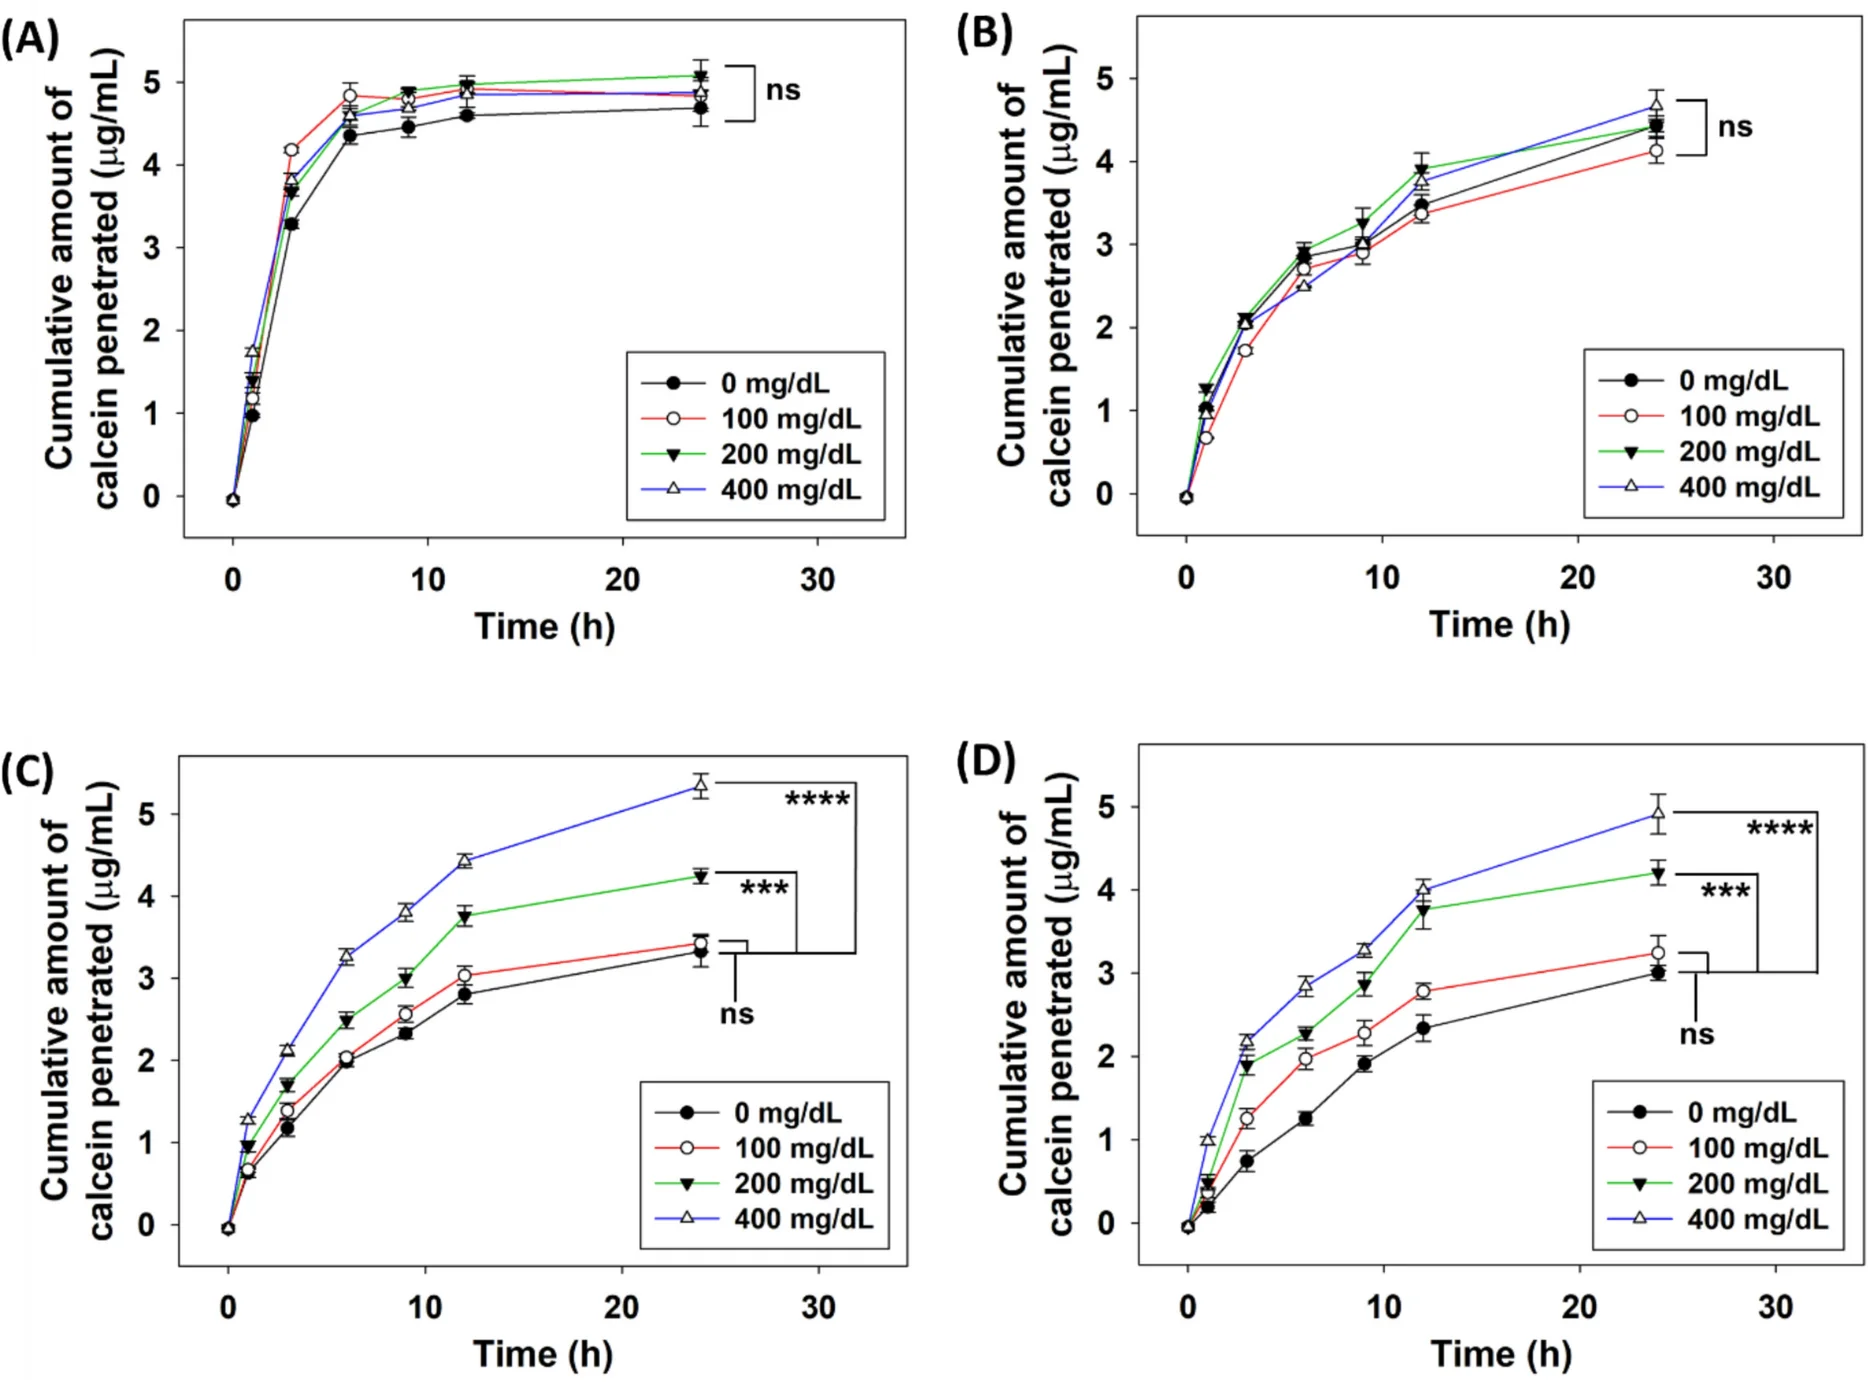 (A)
Cumulative amount of
calcein penetrated (μg/mL)
5
4
3
2
1
0
ns
0 mg/dL
100 mg/dL
200 mg/dL
400 mg/dL
0 10 20 30
Time (h)
(B)
Cumulative amount of
calcein penetrated (μg/mL)
5
4
3
2
1
0
ns
0 mg/dL
100 mg/dL
200 mg/dL
400 mg/dL
0 10 20 30
Time (h)
(C)
Cumulative amount of
calcein penetrated (μg/mL)
5
4
3
2
1
0
****
***
ns
0 mg/dL
100 mg/dL
200 mg/dL
400 mg/dL
0 10 20 30
Time (h)
(D)
Cumulative amount of
calcein penetrated (μg/mL)
5
4
3
2
1
0
****
***
ns
0 mg/dL
100 mg/dL
200 mg/dL
400 mg/dL
0 10 20 30
Time (h)